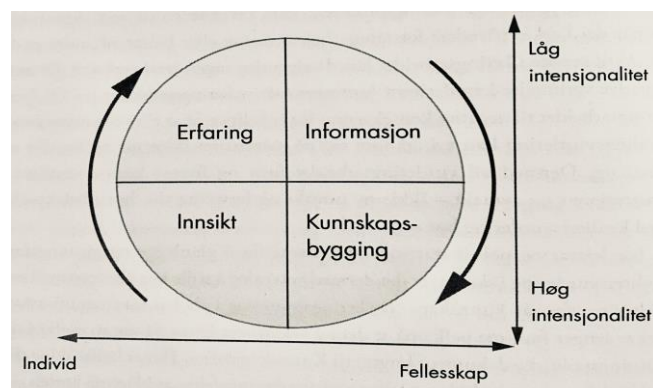 Låg
intensjonalitet
Erfaring
Informasjon
Innsikt
Kunnskaps-
bygging
Høg
intensjonalitet
Individ
Fellesskap